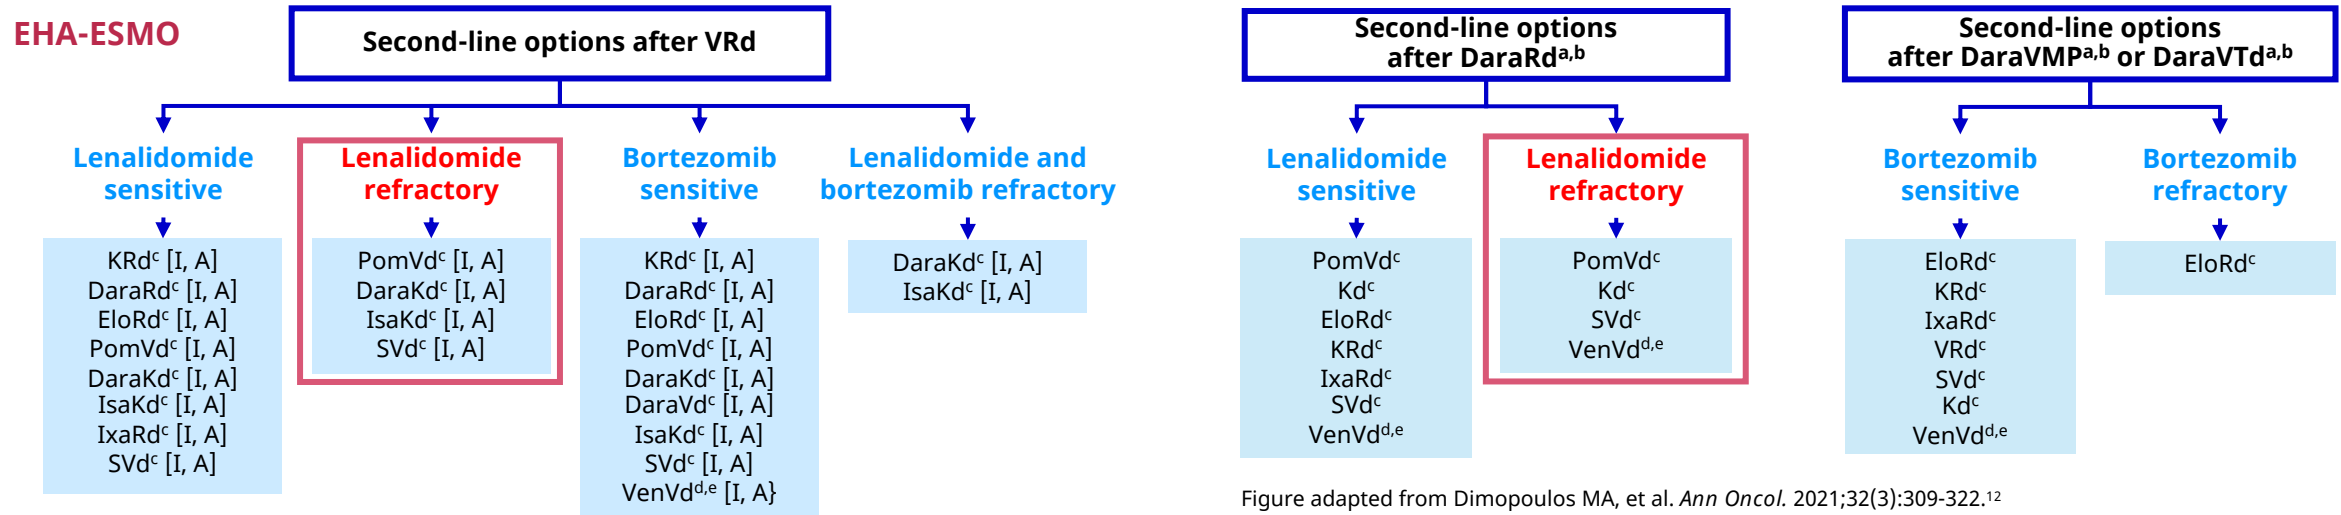 EHA-ESMO
Second-line options after VRd
Lenalidomide
sensitive
KRdᶜ [I, A]
DaraRdᶜ [I, A]
EloRdᶜ [I, A]
PomVdᶜ [I, A]
DaraKdᶜ [I, A]
IsaKdᶜ [I, A]
IxaRdᶜ [I, A]
SVdᶜ [I, A]
Lenalidomide
refractory
PomVdᶜ [I, A]
DaraKdᶜ [I, A]
IsaKdᶜ [I, A]
SVdᶜ [I, A]
Bortezomib
sensitive
KRdᶜ [I, A]
DaraRdᶜ [I, A]
EloRdᶜ [I, A]
PomVdᶜ [I, A]
DaraKdᶜ [I, A]
DaraVdᶜ [I, A]
IsaKdᶜ [I, A]
SVdᶜ [I, A]
VenVdᵈ,ᵉ [I, A}
Lenalidomide and
bortezomib refractory
DaraKdᶜ [I, A]
IsaKdᶜ [I, A]
Second-line options
after DaraRdᵃ,ᵇ
Lenalidomide
sensitive
PomVdᶜ
Kdᶜ
EloRdᶜ
KRdᶜ
IxaRdᶜ
SVdᶜ
VenVdᵈ,ᵉ
Lenalidomide
refractory
PomVdᶜ
Kdᶜ
SVdᶜ
VenVdᵈ,ᵉ
Second-line options
after DaraVMPᵃ,ᵇ or DaraVTdᵃ,ᵇ
Bortezomib
sensitive
EloRdᶜ
KRdᶜ
IxaRdᶜ
VRdᶜ
SVdᶜ
Kdᶜ
VenVdᵈ,ᵉ
Bortezomib
refractory
EloRdᶜ
Figure adapted from Dimopoulos MA, et al. Ann Oncol. 2021;32(3):309-322.¹²